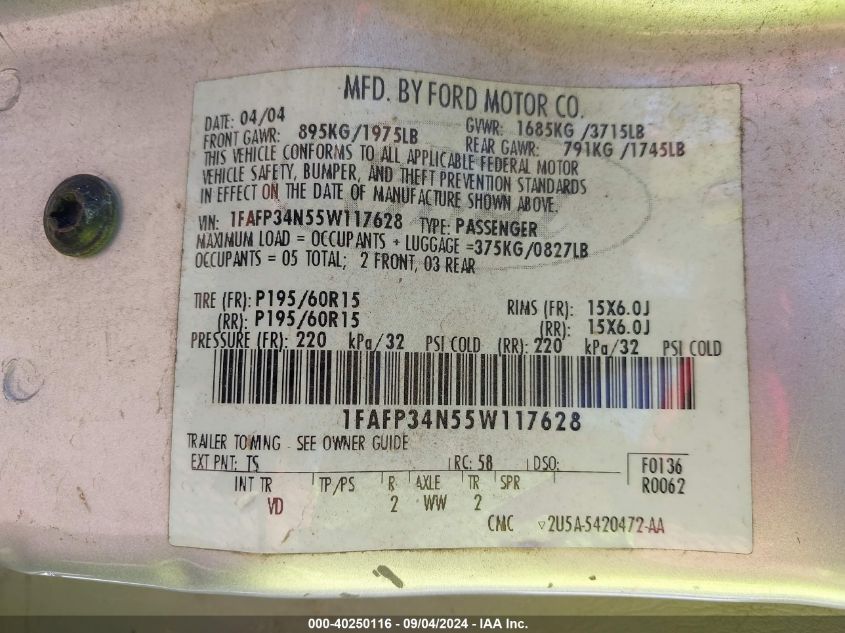 MFD. BY FORD MOTOR CO.
DATE: 04/04 GVWR: 1685KG /3715LB
FRONT GAWR: 895KG/1975LB REAR GAWR: 791KG /1745LB
THIS VEHICLE CONFORMS TO ALL APPLICABLE FEDERAL MOTOR
VEHICLE SAFETY, BUMPER, AND THEFT PREVENTION STANDARDS
IN EFFECT ON THE DATE OF MANUFACTURE SHOWN ABOVE.
VIN: 1FAFP34N55W117628 TYPE: PASSENGER
MAXIMUM LOAD = OCCUPANTS + LUGGAGE =375KG/0827LB
OCCUPANTS = 05 TOTAL; 2 FRONT, 03 REAR
TIRE (FR): P195/60R15 RIMS (FR): 15X6.0J
(RR): P195/60R15 (RR): 15X6.0J
PRESSURE (FR): 220 kPa/32 PSI COLD (RR): 220 kPa/32 PSI COLD
1FAFP34N55W117628
TRAILER TOWING - SEE OWNER GUIDE
EXT PNT: TS RC: 58 DSO: F0136
INT TR TP/PS R AXLE TR SPR R0062
VD 2 WW 2
CMC ▽2U5A-5420472-AA
000-40250116 - 09/04/2024 - IAA Inc.